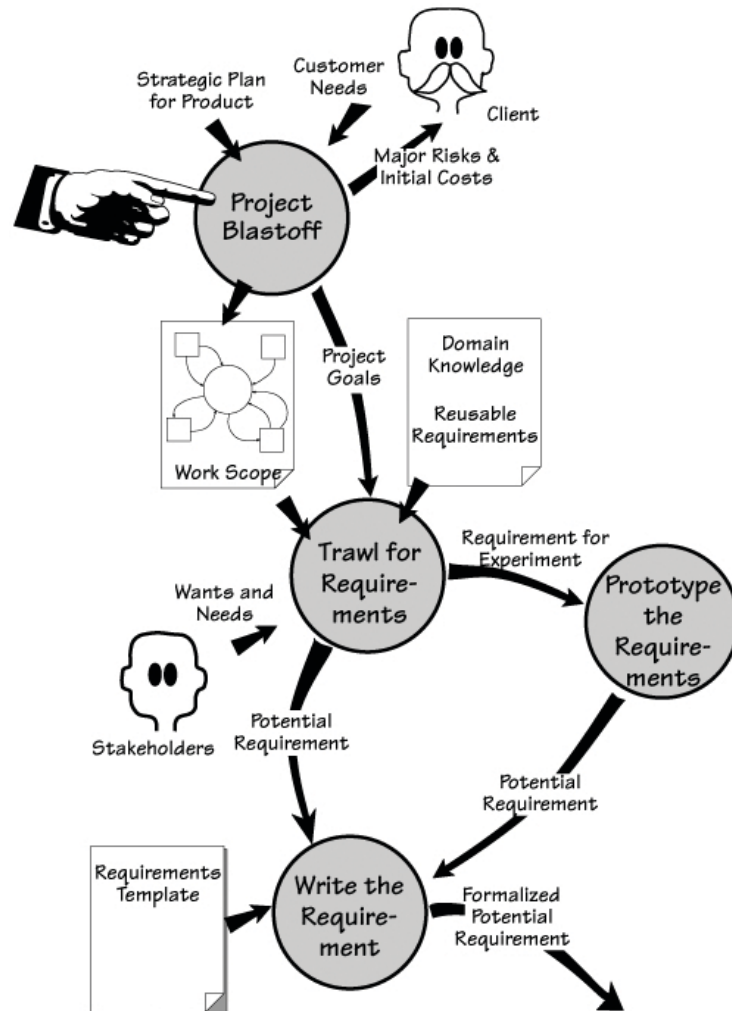 Strategic Plan
for Product
Customer
Needs
Client
Major Risks &
Initial Costs
Project
Blastoff
Project
Goals
Domain
Knowledge
Reusable
Requirements
Work Scope
Trawl for
Require-
ments
Requirement for
Experiment
Prototype
the
Require-
ments
Wants and
Needs
Stakeholders
Potential
Requirement
Potential
Requirement
Requirements
Template
Write the
Require-
ment
Formalized
Potential
Requirement